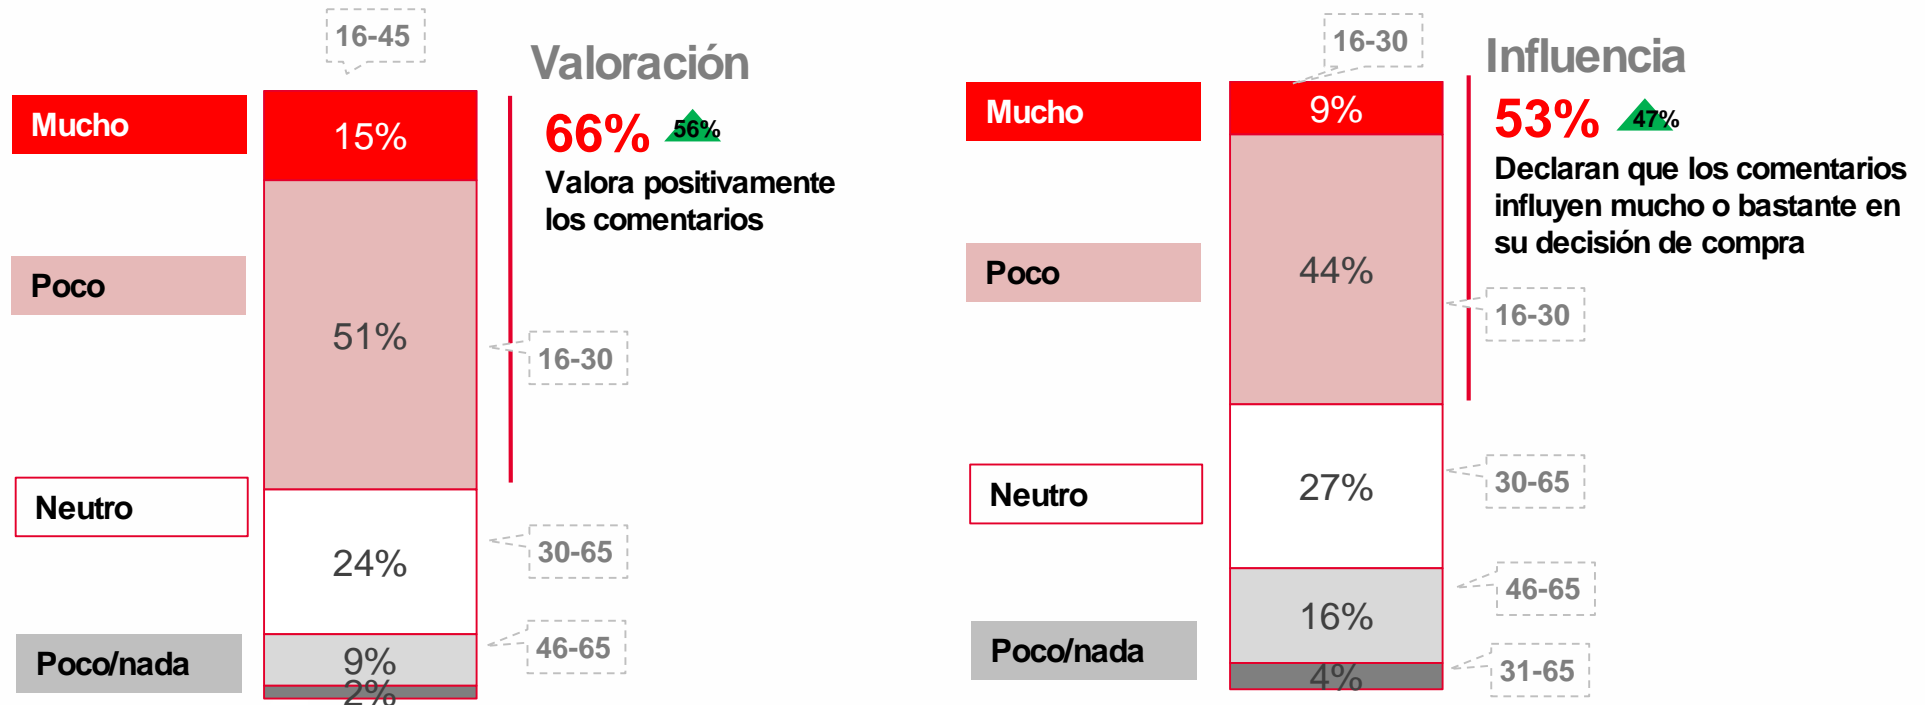 16-45
Valoración
Mucho
15%
66%
56%
Valora positivamente
los comentarios
Poco
51%
16-30
Neutro
24%
30-65
Poco/nada
9%
46-65
2%
16-30
Influencia
Mucho
9%
53%
47%
Declaran que los comentarios
influyen mucho o bastante en
su decisión de compra
Poco
44%
16-30
Neutro
27%
30-65
46-65
16%
Poco/nada
4%
31-65